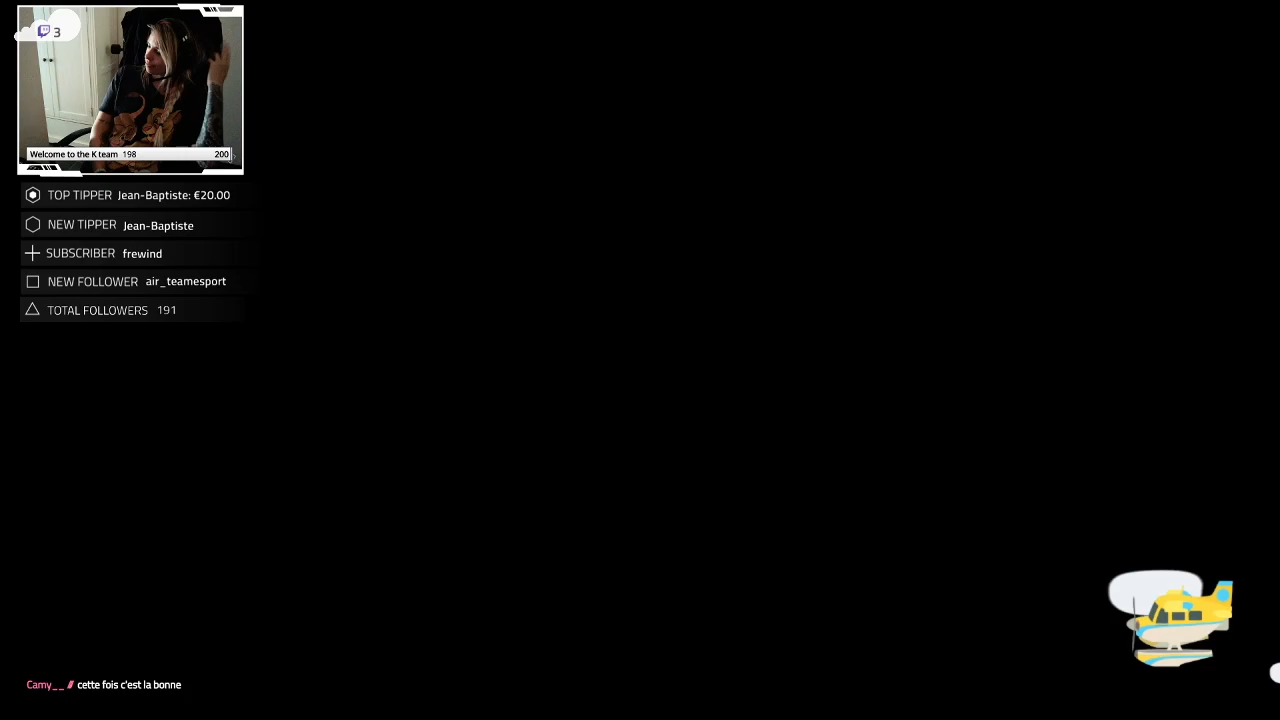 3
Welcome to the K team 198 200
TOP TIPPER Jean-Baptiste: €20.00
NEW TIPPER Jean-Baptiste
SUBSCRIBER frewind
NEW FOLLOWER air_teamesport
TOTAL FOLLOWERS 191
Camy__ // cette fois c'est la bonne